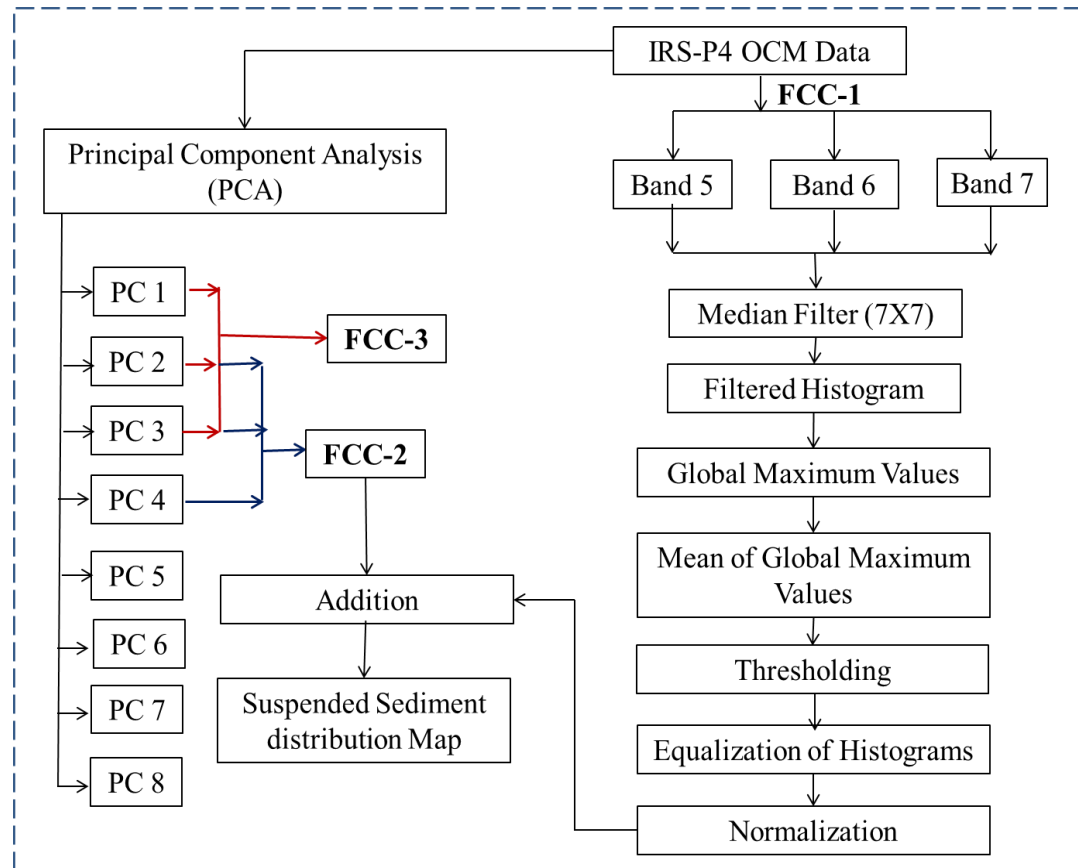 IRS-P4 OCM Data
FCC-1
Principal Component Analysis
(PCA)
Band 5
Band 6
Band 7
PC 1
PC 2
PC 3
PC 4
PC 5
PC 6
PC 7
PC 8
FCC-3
FCC-2
Addition
Suspended Sediment
distribution Map
Median Filter (7X7)
Filtered Histogram
Global Maximum Values
Mean of Global Maximum
Values
Thresholding
Equalization of Histograms
Normalization